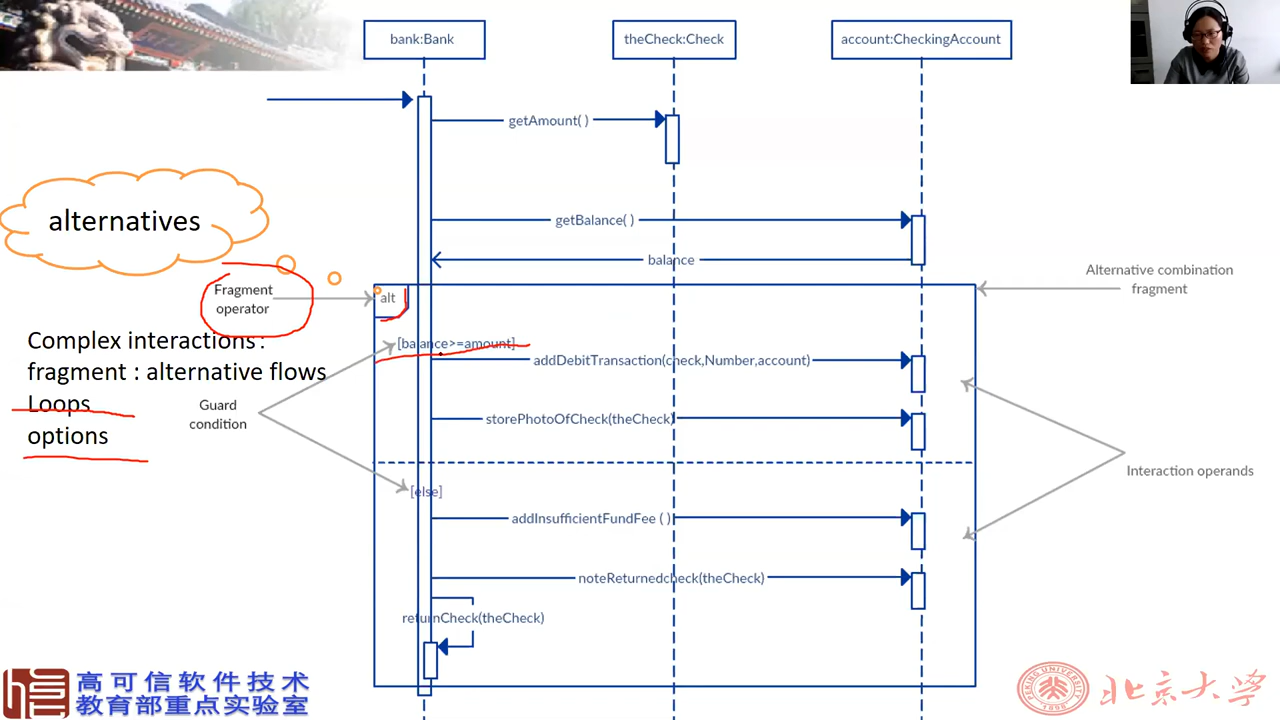 bank:Bank
theCheck:Check
account:CheckingAccount
getAmount( )
alternatives
getBalance( )
balance
Fragment
operator
alt
Alternative combination
fragment
Complex interactions:
fragment : alternative flows
Loops
options
[balance>=amount]
addDebitTransaction(check,Number,account)
Guard
condition
storePhotoOfCheck(theCheck)
Interaction operands
[else]
addInsufficientFundFee ( )
noteReturnedcheck(theCheck)
returnCheck(theCheck)
高可信软件技术
教育部重点实验室
PEKING UNIVERSITY
1898
北京大学